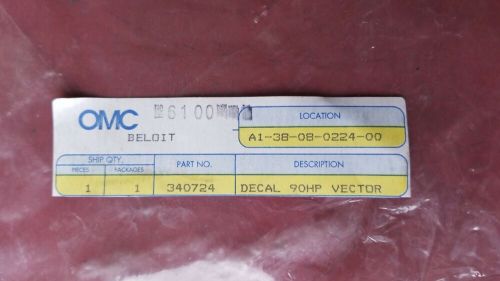 OMC
6100
BELOIT
LOCATION
A1-38-08-0224-00
SHIP QTY.
PIECES PACKAGES PART NO. DESCRIPTION
1 1 340724 DECAL 90HP VECTOR